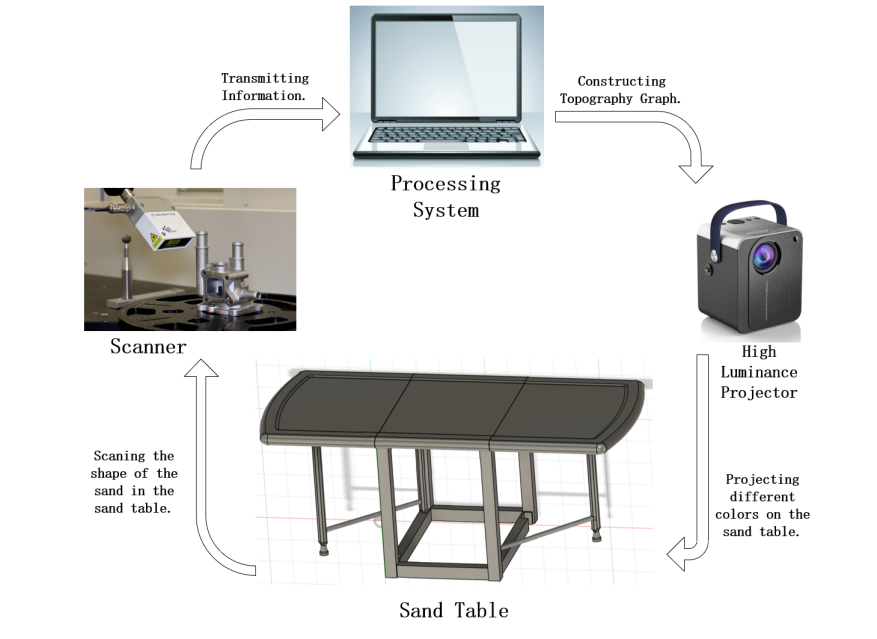 Transmitting
Information.
Constructing
Topography Graph.
Processing
System
Scanner
High
Luminance
Projector
Scaning the
shape of the
sand in the
sand table.
Projecting
different
colors on the
sand table.
Sand Table